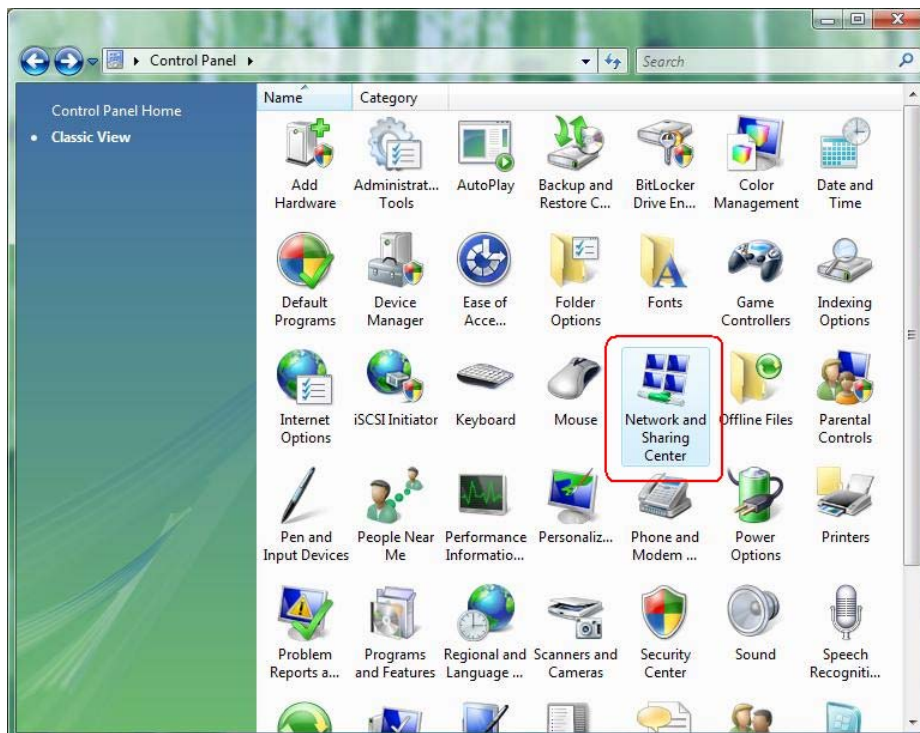 Control Panel
Search
Control Panel Home
Classic View
Name Category
Add Hardware
Administrat... Tools
AutoPlay
Backup and Restore C...
BitLocker Drive En...
Color Management
Date and Time
Default Programs
Device Manager
Ease of Acce...
Folder Options
Fonts
Game Controllers
Indexing Options
Internet Options
iSCSI Initiator
Keyboard
Mouse
Network and Sharing Center
Offline Files
Parental Controls
Pen and Input Devices
People Near Me
Performance Informatio...
Personaliz...
Phone and Modem ...
Power Options
Printers
Problem Reports a...
Programs and Features
Regional and Language ...
Scanners and Cameras
Security Center
Sound
Speech Recogniti...